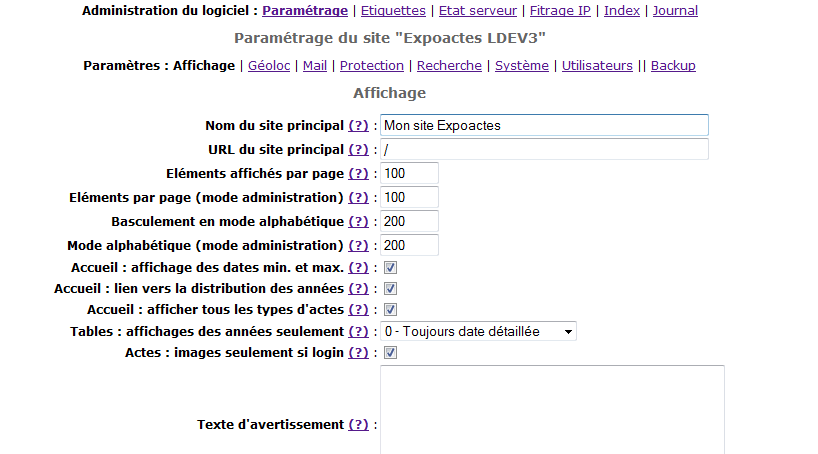 Administration du logiciel : Paramétrage | Etiquettes | Etat serveur | Fitrage IP | Index | Journal
Paramétrage du site "Expoactes LDEV3"
Paramètres : Affichage | Géoloc | Mail | Protection | Recherche | Système | Utilisateurs || Backup
Affichage
Nom du site principal (?) : Mon site Expoactes
URL du site principal (?) : /
Eléments affichés par page (?) : 100
Eléments par page (mode administration) (?) : 100
Basculement en mode alphabétique (?) : 200
Mode alphabétique (mode administration) (?) : 200
Accueil : affichage des dates min. et max. (?) :
Accueil : lien vers la distribution des années (?) :
Accueil : afficher tous les types d'actes (?) :
Tables : affichages des années seulement (?) : 0 - Toujours date détaillée
Actes : images seulement si login (?) :
Texte d'avertissement (?) :